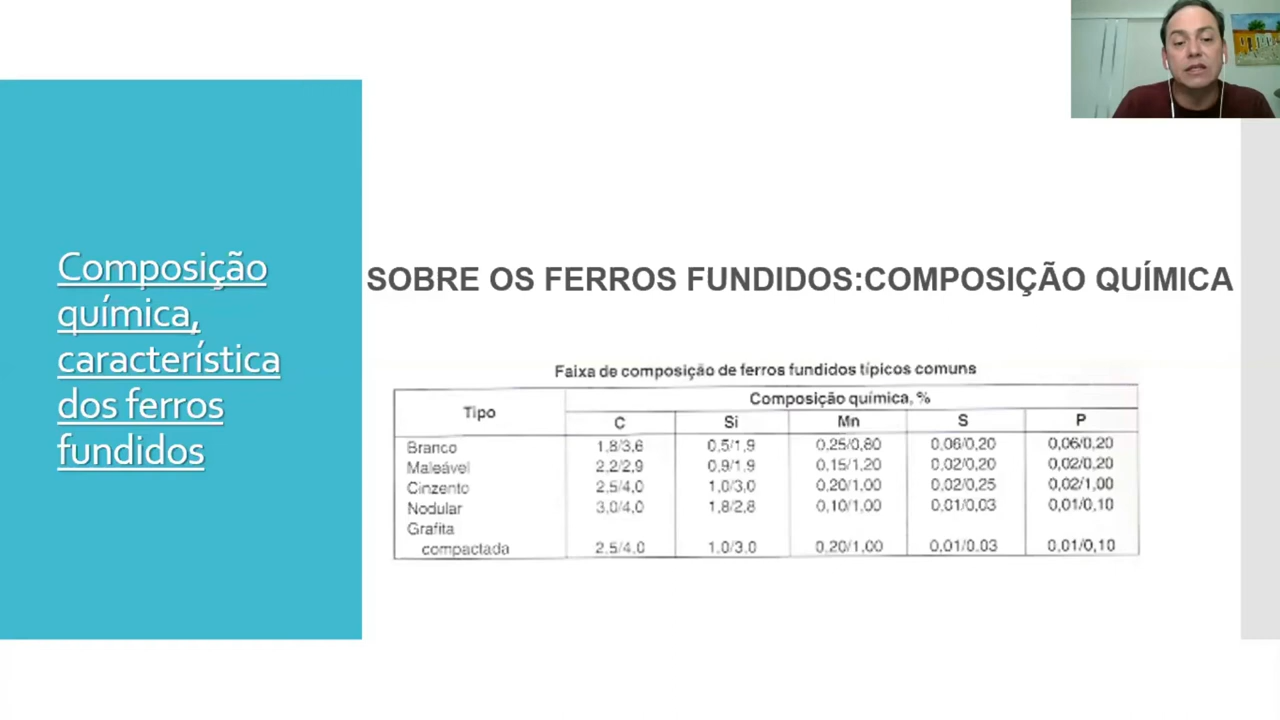 Composição
química,
característica
dos ferros
fundidos
SOBRE OS FERROS FUNDIDOS:COMPOSIÇÃO QUÍMICA
Faixa de composição de ferros fundidos típicos comuns
Tipo
Composição química, %
C Si Mn S P
Branco 1,8/3,6 0,5/1,9 0,25/0,80 0,06/0,20 0,06/0,20
Maleável 2,2/2,9 0,9/1,9 0,15/1,20 0,02/0,20 0,02/0,20
Cinzento 2,5/4,0 1,0/3,0 0,20/1,00 0,02/0,25 0,02/1,00
Nodular 3,0/4,0 1,8/2,8 0,10/1,00 0,01/0,03 0,01/0,10
Grafita
compactada 2,5/4,0 1,0/3,0 0,20/1,00 0,01/0,03 0,01/0,10